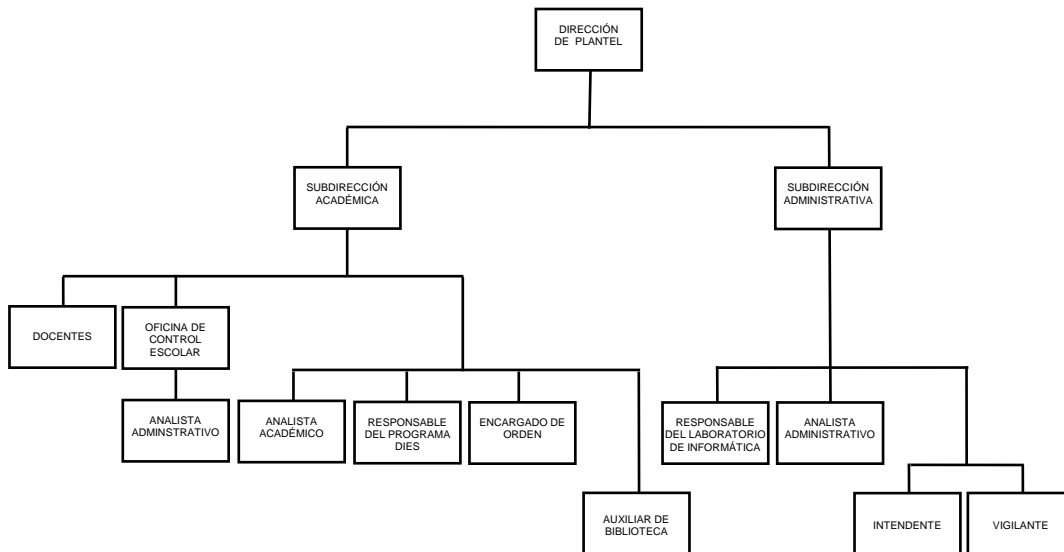 DIRECCIÓN
DE PLANTEL
SUBDIRECCIÓN
ACADÉMICA
SUBDIRECCIÓN
ADMINISTRATIVA
DOCENTES
OFICINA DE
CONTROL
ESCOLAR
ANALISTA
ADMINSTRATIVO
ANALISTA
ACADÉMICO
RESPONSABLE
DEL PROGRAMA
DIES
ENCARGADO DE
ORDEN
RESPONSABLE
DEL LABORATORIO
DE INFORMÁTICA
ANALISTA
ADMINISTRATIVO
AUXILIAR DE
BIBLIOTECA
INTENDENTE
VIGILANTE